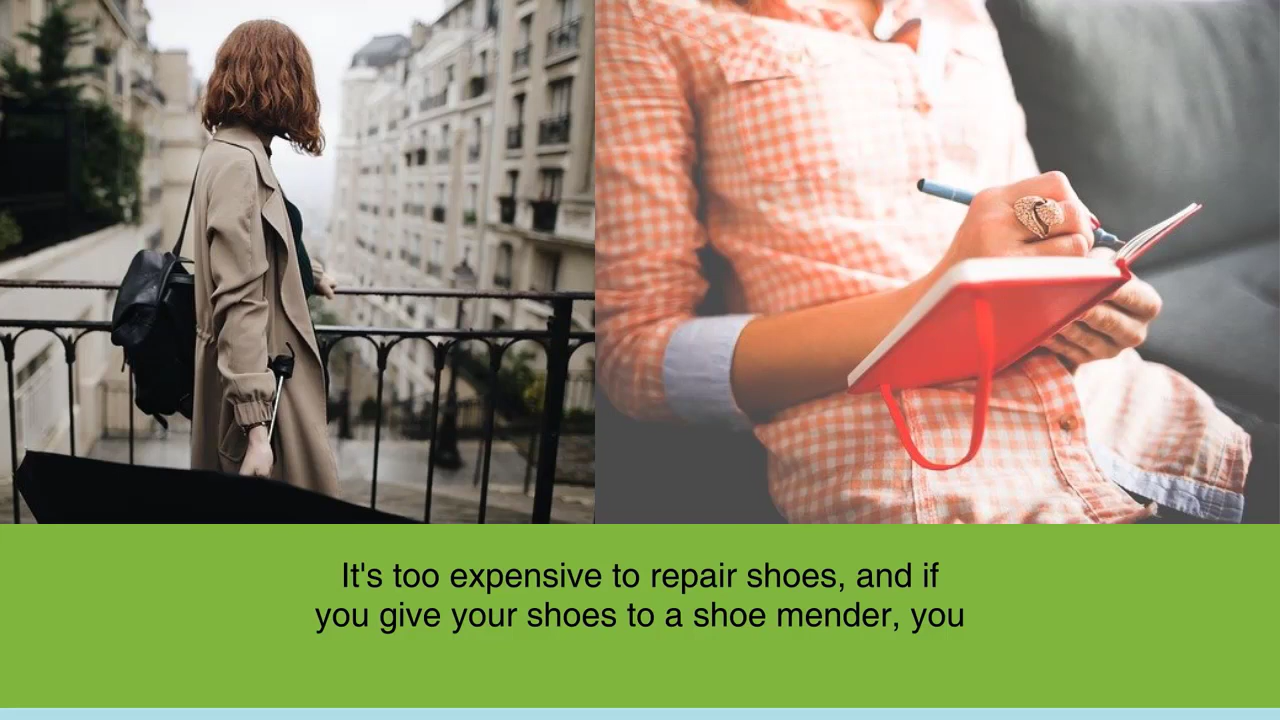 It's too expensive to repair shoes, and if
you give your shoes to a shoe mender, you